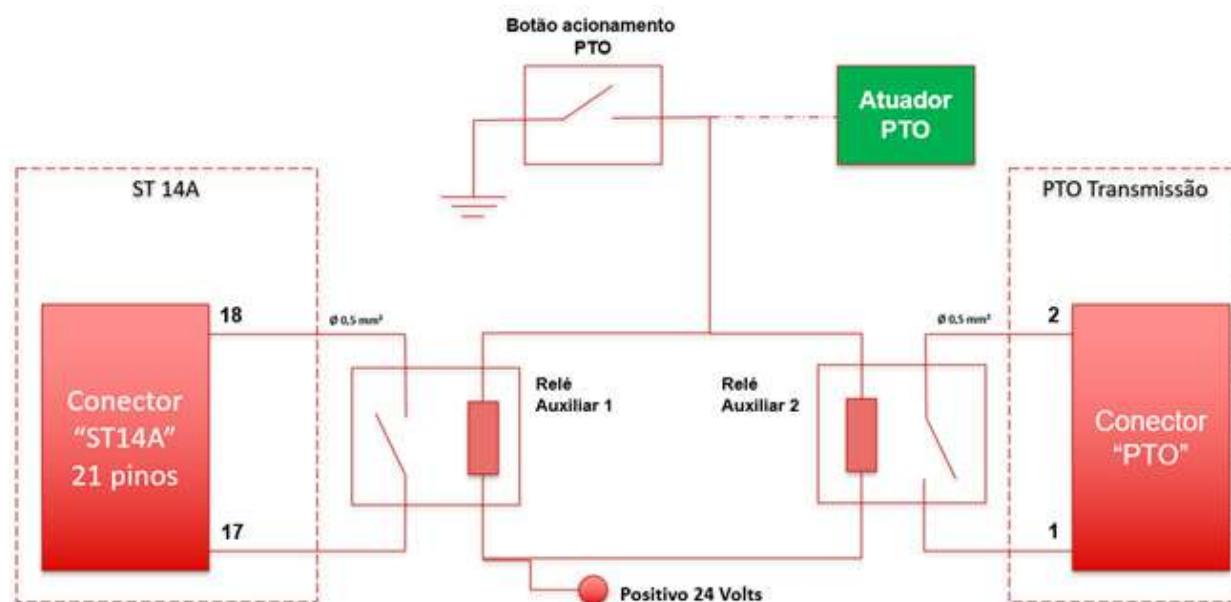 Botão acionamento
PTO
Atuador
PTO
ST 14A
PTO Transmissão
18
Ø 0,5 mm²
Ø 0,5 mm²
2
Conector
“ST14A”
21 pinos
Relé
Auxiliar 1
Relé
Auxiliar 2
Conector
“PTO”
17
1
Positivo 24 Volts